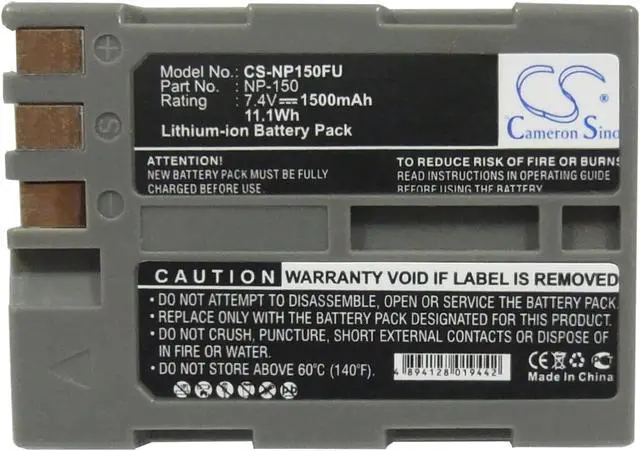 Model No.: CS-NP150FU
Part No.: NP-150
Rating : 7.4V 1500mAh
11.1Wh
Lithium-ion Battery Pack
CS
Cameron Sino
ATTENTION!
NEW BATTERY PACK MUST BE FULLY
CHARGED BEFORE USE
TO REDUCE RISK OF FIRE OR BURNS
READ INSTRUCTIONS IN OPERATING GUIDE
BEFORE USING THE BATTERY.
CAUTION WARRANTY VOID IF LABEL IS REMOVED
• DO NOT ATTEMPT TO DISASSEMBLE, OPEN OR SERVICE THE BATTERY PACK.
• REPLACE ONLY WITH THE BATTERY PACK DESIGNATED FOR THIS PRODUCT.
• DO NOT CRUSH, PUNCTURE, SHORT EXTERNAL CONTACTS OR DISPOSE OF
IN FIRE OR WATER.
• DO NOT STORE ABOVE 60℃ (140℉).
4 894128 019442
CE
Made in China